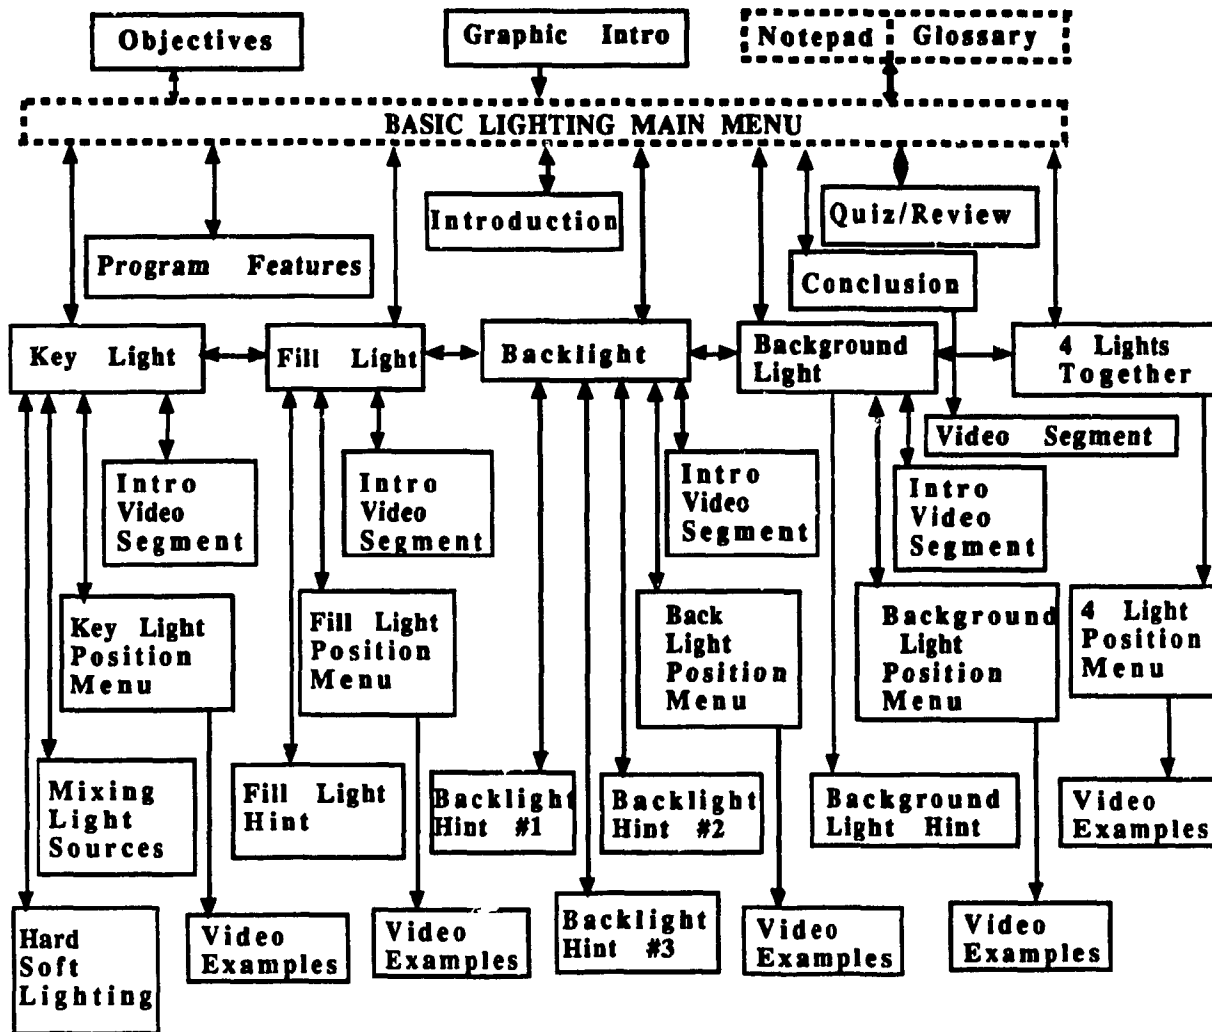 Objectives
Graphic Intro
Notepad
Glossary
BASIC LIGHTING MAIN MENU
Introduction
Quiz/Review
Program Features
Conclusion
Key Light
Fill Light
Backlight
Background
Light
4 Lights
Together
Video Segment
Intro
Video
Segment
Intro
Video
Segment
Intro
Video
Segment
Intro
Video
Segment
Key Light
Position
Menu
Fill Light
Position
Menu
Back
Light
Position
Menu
Background
Light
Position
Menu
4 Light
Position
Menu
Mixing
Light
Sources
Fill Light
Hint
Backlight
Hint #1
Backlight
Hint #2
Background
Light Hint
Video
Examples
Hard
Soft
Lighting
Video
Examples
Video
Examples
Backlight
Hint #3
Video
Examples
Video
Examples